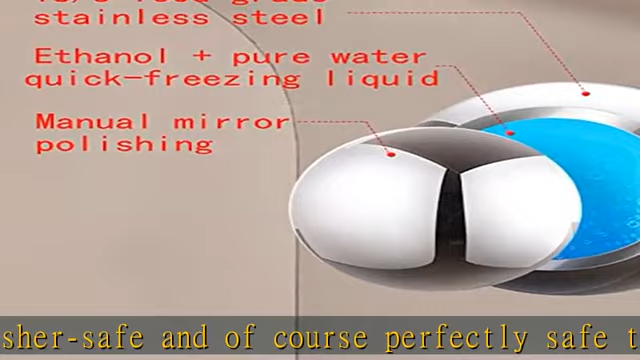 stainless steel
Ethanol + pure water
quick-freezing liquid
Manual mirror
polishing
sher-safe and of course perfectly safe t